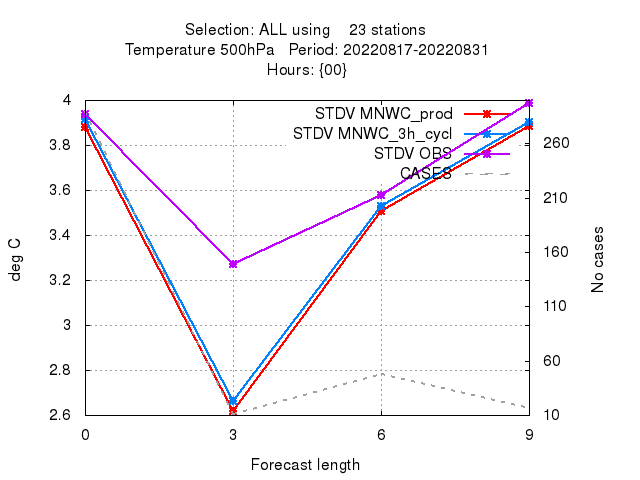 Selection: ALL using 23 stations
Temperature 500hPa Period: 20220817-20220831
Hours: {00}
STDV MNWC_prod
STDV MNWC_3h_cycl
STDV OBS
CASES
4
3.8
3.6
3.4
3.2
3
2.8
2.6
deg C
260
210
160
110
60
10
No cases
0 3 6 9
Forecast length